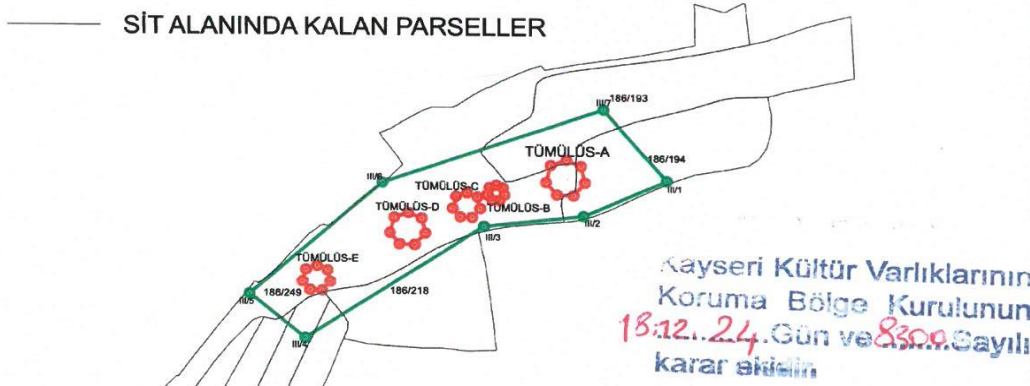 SİT ALANINDA KALAN PARSELLER
III/7 186/193
TÜMÜLÜS-A
186/194
III/6
III/1
TÜMÜLÜS-C
TÜMÜLÜS-B
TÜMÜLÜS-D
III/2
III/3
TÜMÜLÜS-E
186/249
186/218
III/5
III/4
Kayseri Kültür Varlıklarının
Koruma Bölge Kurulunun
18.12.24 Gün ve 8300 Sayılı
karar ekidir